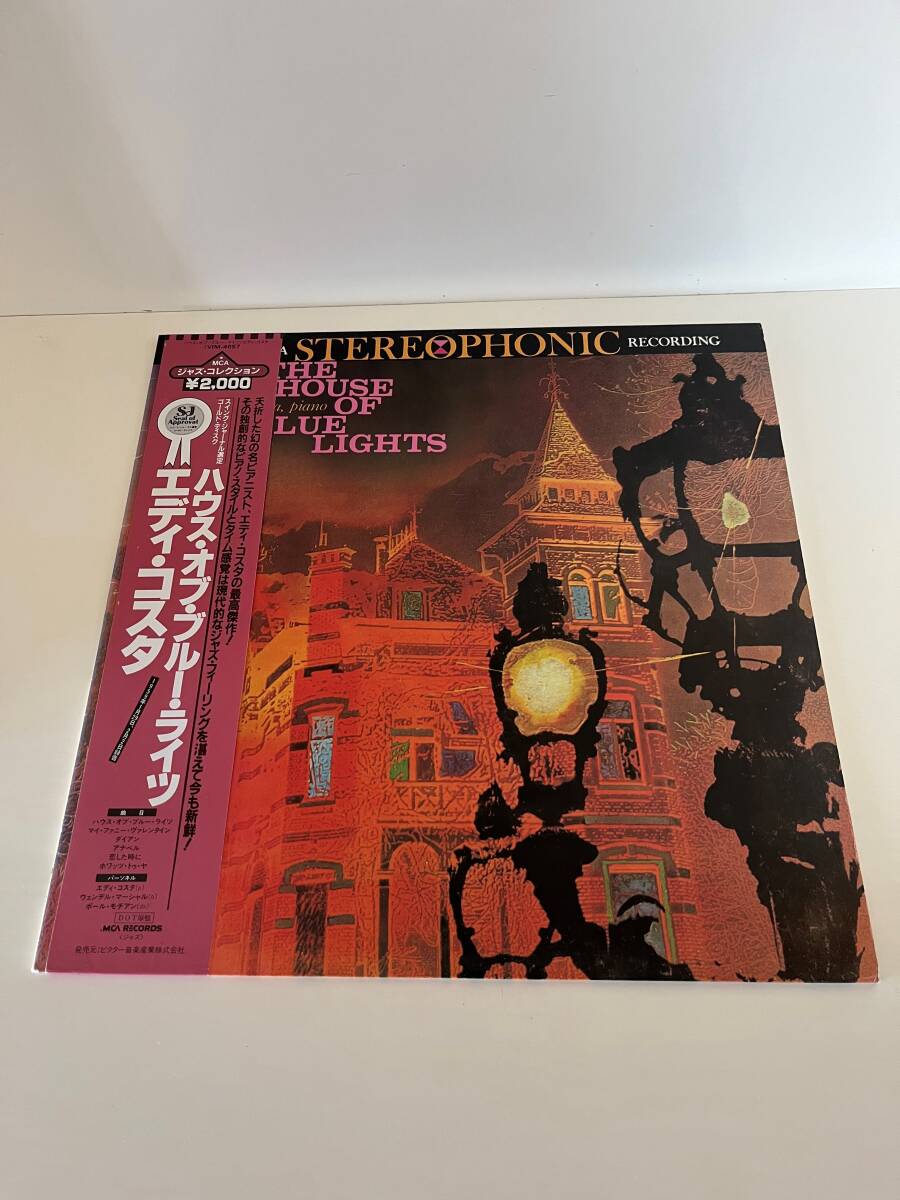 A STEREOPHONIC RECORDING
THE
HOUSE
a, piano OF
LUE
LIGHTS
VIM-4657
MCA
ジャズ・コレクション
¥2,000
SJ
Seal of
Approval
スイング・ジャーナル選定
ゴールド・ディスク
夭折した幻の名ピアニスト、エディ・コスタの最高傑作!
その独創的なピアノ・スタイルとタイム感覚は現代的なジャズ・フィーリングを湛えて今も新鮮!
ハウス・オブ・ブルー・ライツ
エディ・コスタ
曲目
ハウス・オブ・ブルー・ライツ
マイ・ファニー・ヴァレンタイン
ダイアン
アナベル
恋した時に
ホワッツ・トゥ・ヤ
パーソネル
エディ・コスタ(p)
ウェンデル・マーシャル(b)
ポール・モチアン(ds)
DOT原盤
MCA RECORDS
(ジャズ)
発売元/ビクター音楽産業株式会社